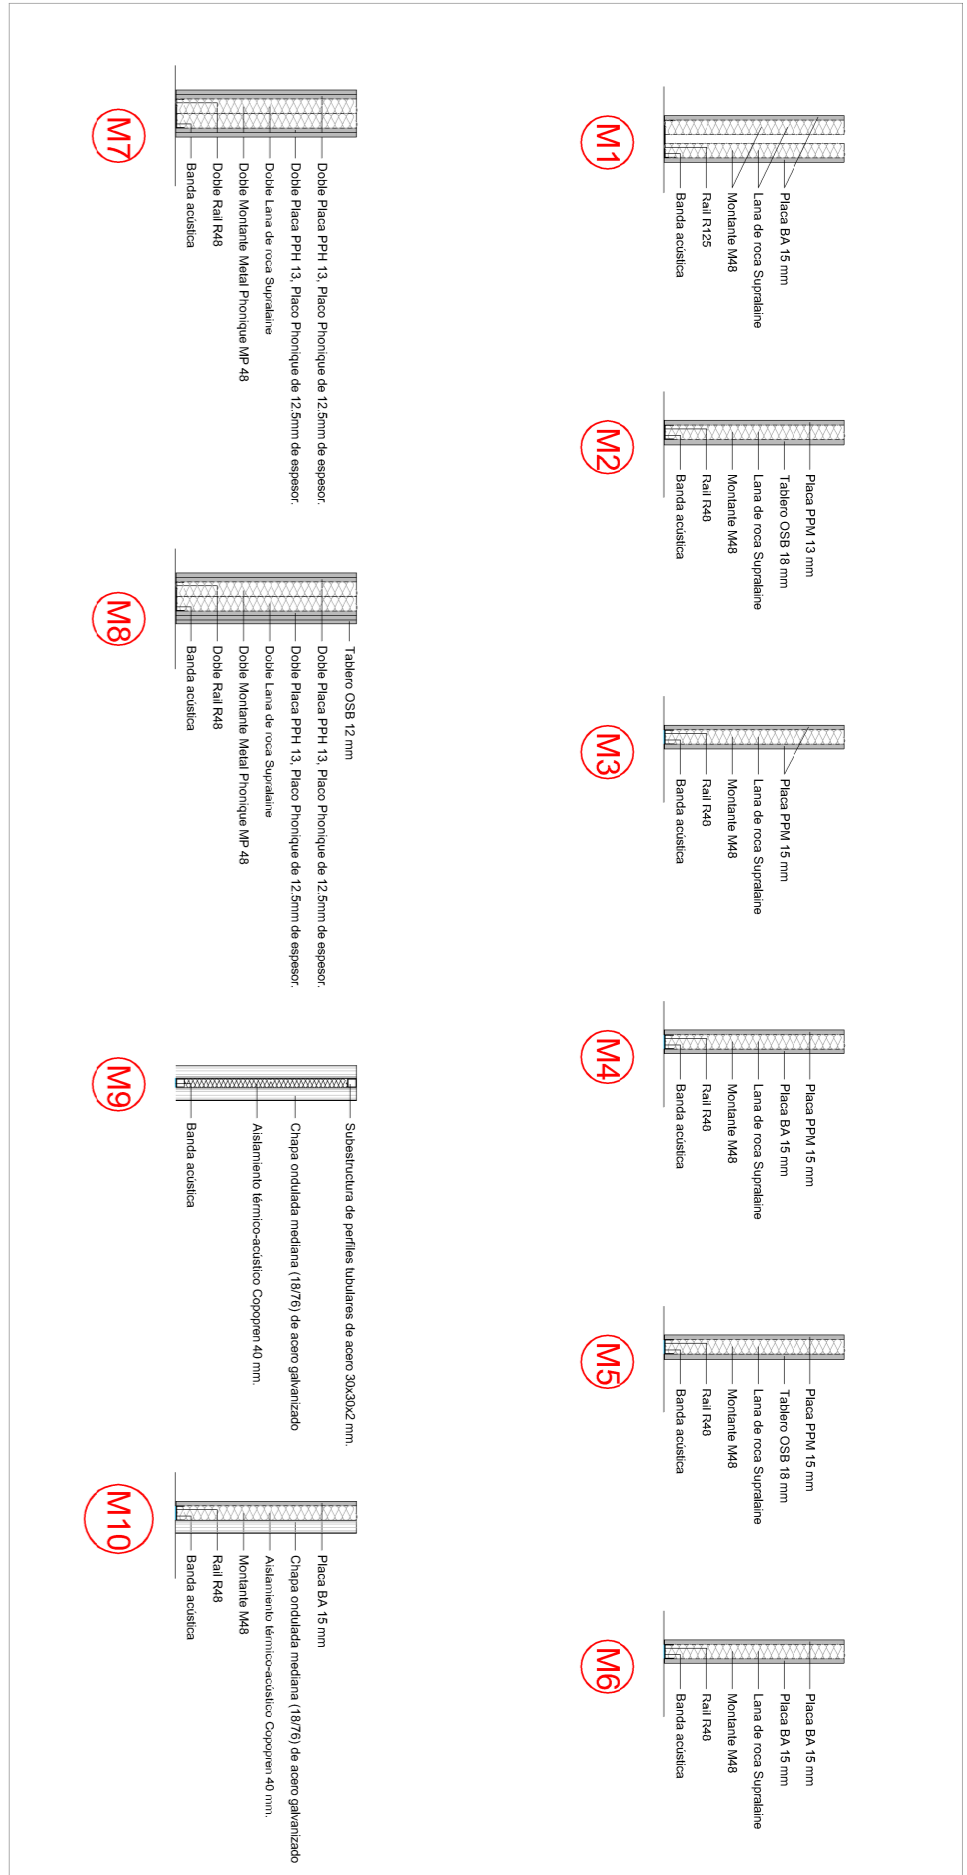 Placa BA 15 mm
Lana de roca Supralaine
Montante M48
Rail R125
Banda acústica
M1
Placa PPM 13 mm
Tablero OSB 18 mm
Lana de roca Supralaine
Montante M48
Rail R48
Banda acústica
M2
Placa PPM 15 mm
Lana de roca Supralaine
Montante M48
Rail R48
Banda acústica
M3
Placa PPM 15 mm
Placa BA 15 mm
Lana de roca Supralaine
Montante M48
Rail R48
Banda acústica
M4
Placa PPM 15 mm
Tablero OSB 18 mm
Lana de roca Supralaine
Montante M48
Rail R48
Banda acústica
M5
Placa BA 15 mm
Placa BA 15 mm
Lana de roca Supralaine
Montante M48
Rail R48
Banda acústica
M6
Doble Placa PPH 13, Placo Phonique de 12.5mm de espesor.
Doble Placa PPH 13, Placo Phonique de 12.5mm de espesor.
Doble Lana de roca Supralaine
Doble Montante Metal Phonique MP 48
Doble Rail R48
Banda acústica
M7
Tablero OSB 12 mm
Doble Placa PPH 13, Placo Phonique de 12.5mm de espesor.
Doble Placa PPH 13, Placo Phonique de 12.5mm de espesor.
Doble Lana de roca Supralaine
Doble Montante Metal Phonique MP 48
Doble Rail R48
Banda acústica
M8
Subestructura de perfiles tubulares de acero 30x30x2 mm.
Chapa ondulada mediana (18/76) de acero galvanizado
Aislamiento térmico-acústico Copopren 40 mm.
Banda acústica
M9
Placa BA 15 mm
Chapa ondulada mediana (18/76) de acero galvanizado
Aislamiento térmico-acústico Copopren 40 mm.
Montante M48
Rail R48
Banda acústica
M10